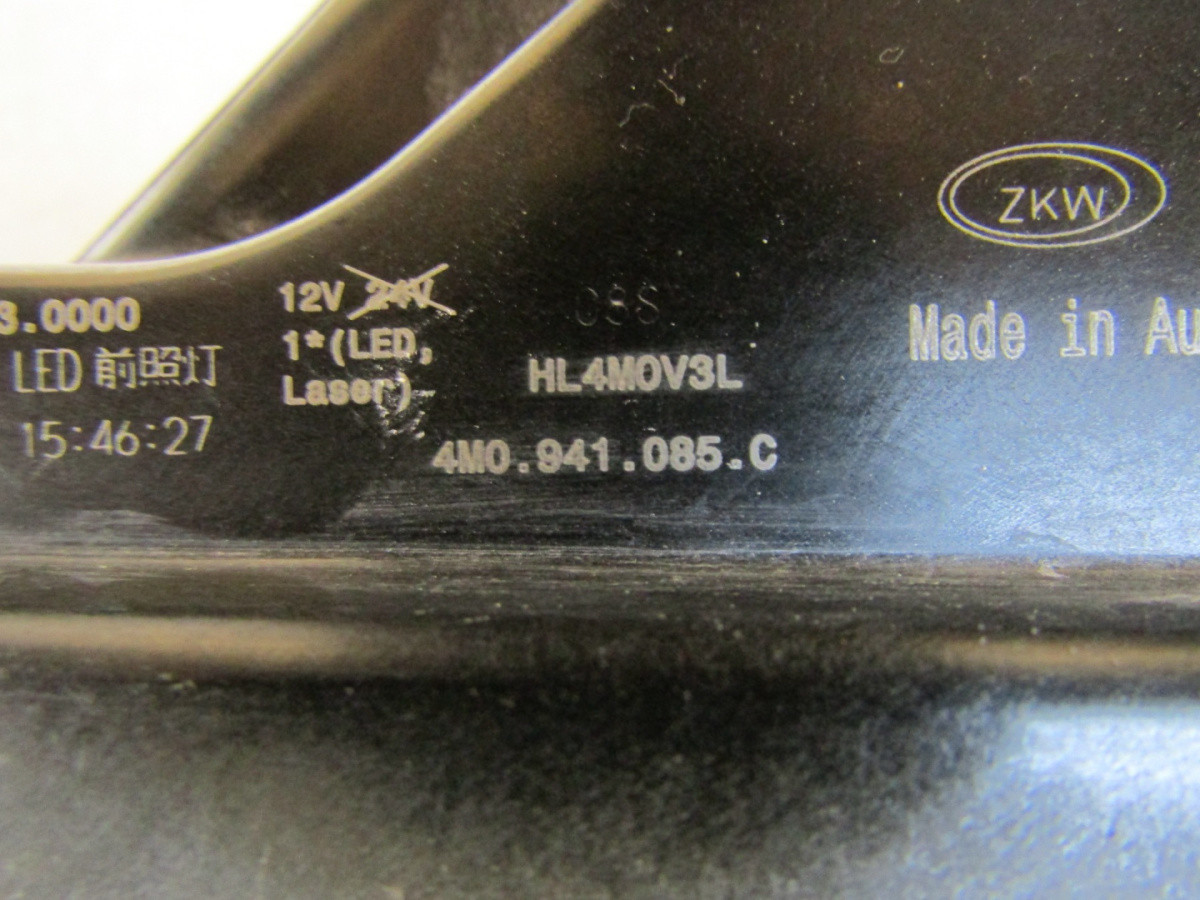 ZKW
3.0000
12V 24V
C8S
LED 前照灯
1*(LED,
Laser)
HL4M0V3L
Made in Au
15:46:27
4M0.941.085.C